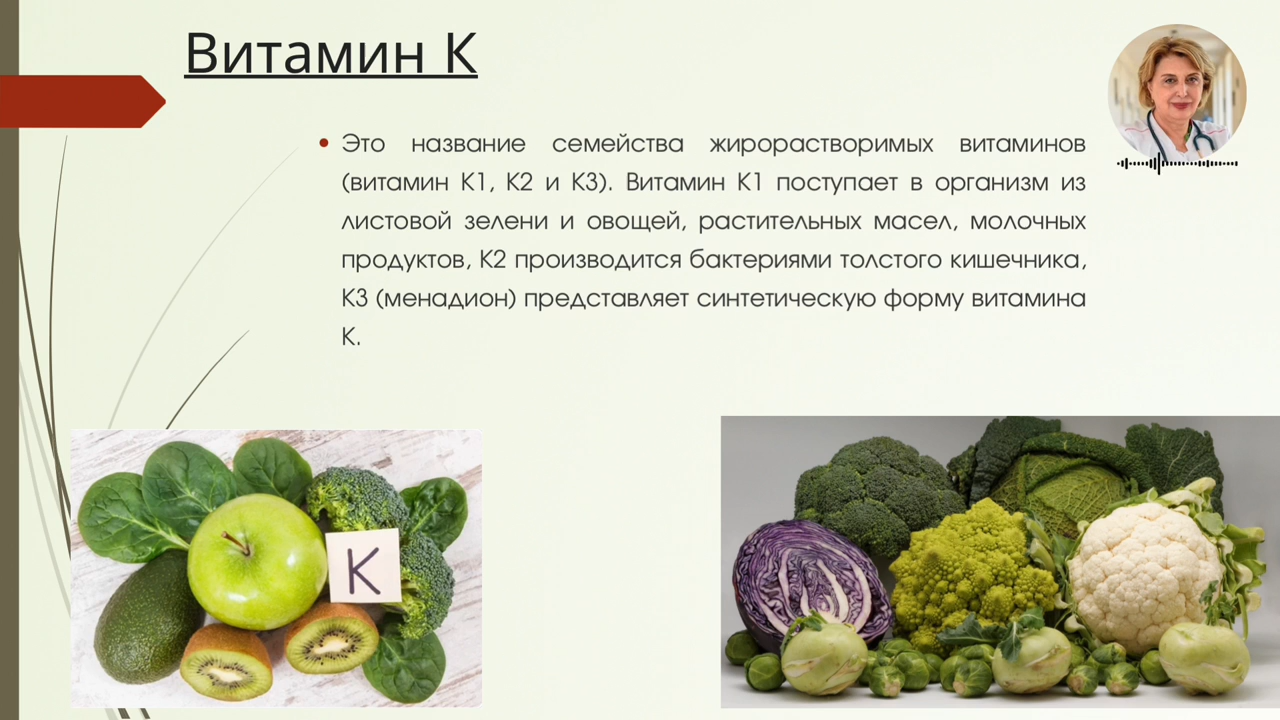 Витамин К
• Это название семейства жирорастворимых витаминов
(витамин К1, К2 и К3). Витамин К1 поступает в организм из
листовой зелени и овощей, растительных масел, молочных
продуктов, К2 производится бактериями толстого кишечника,
К3 (менадион) представляет синтетическую форму витамина
К.
K